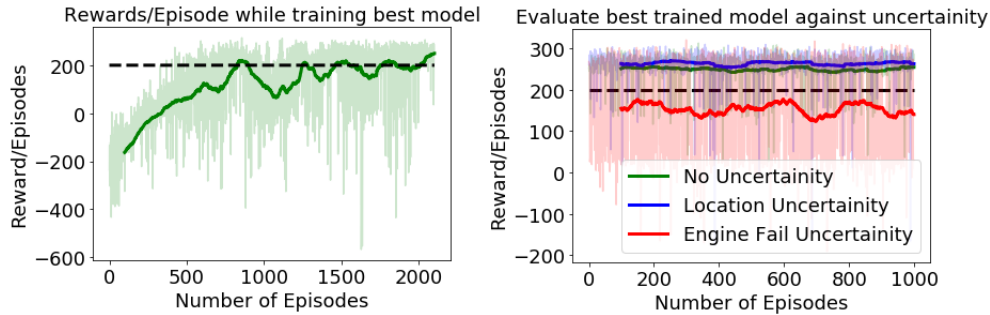 Rewards/Episode while training best model
Reward/Episodes
200
0
−200
−400
−600
0
500
1000
1500
2000
Number of Episodes
Evaluate best trained model against uncertainity
Reward/Episodes
300
200
100
0
−100
−200
No Uncertainity
Location Uncertainity
Engine Fail Uncertainity
0
200
400
600
800
1000
Number of Episodes